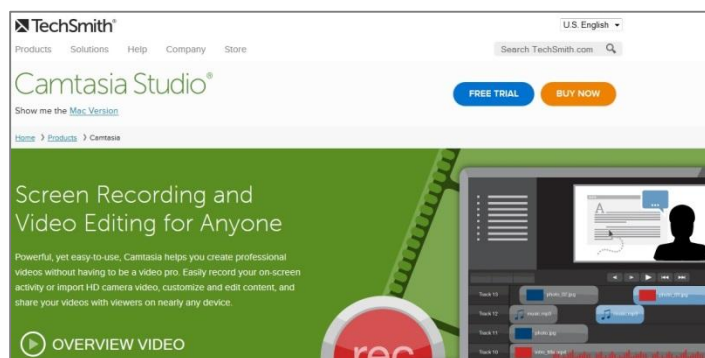 TechSmith®
U.S. English
Products Solutions Help Company Store
Search TechSmith.com
Camtasia Studio®
FREE TRIAL
BUY NOW
Show me the Mac Version
Home > Products > Camtasia
Screen Recording and
Video Editing for Anyone
Powerful, yet easy-to-use, Camtasia helps you create professional
videos without having to be a video pro. Easily record your on-screen
activity or import HD camera video, customize and edit content, and
share your videos with viewers on nearly any device.
OVERVIEW VIDEO
rec
A
Track 13
Track 12
music.mp3
Track 11
photo.jpg
Track 10